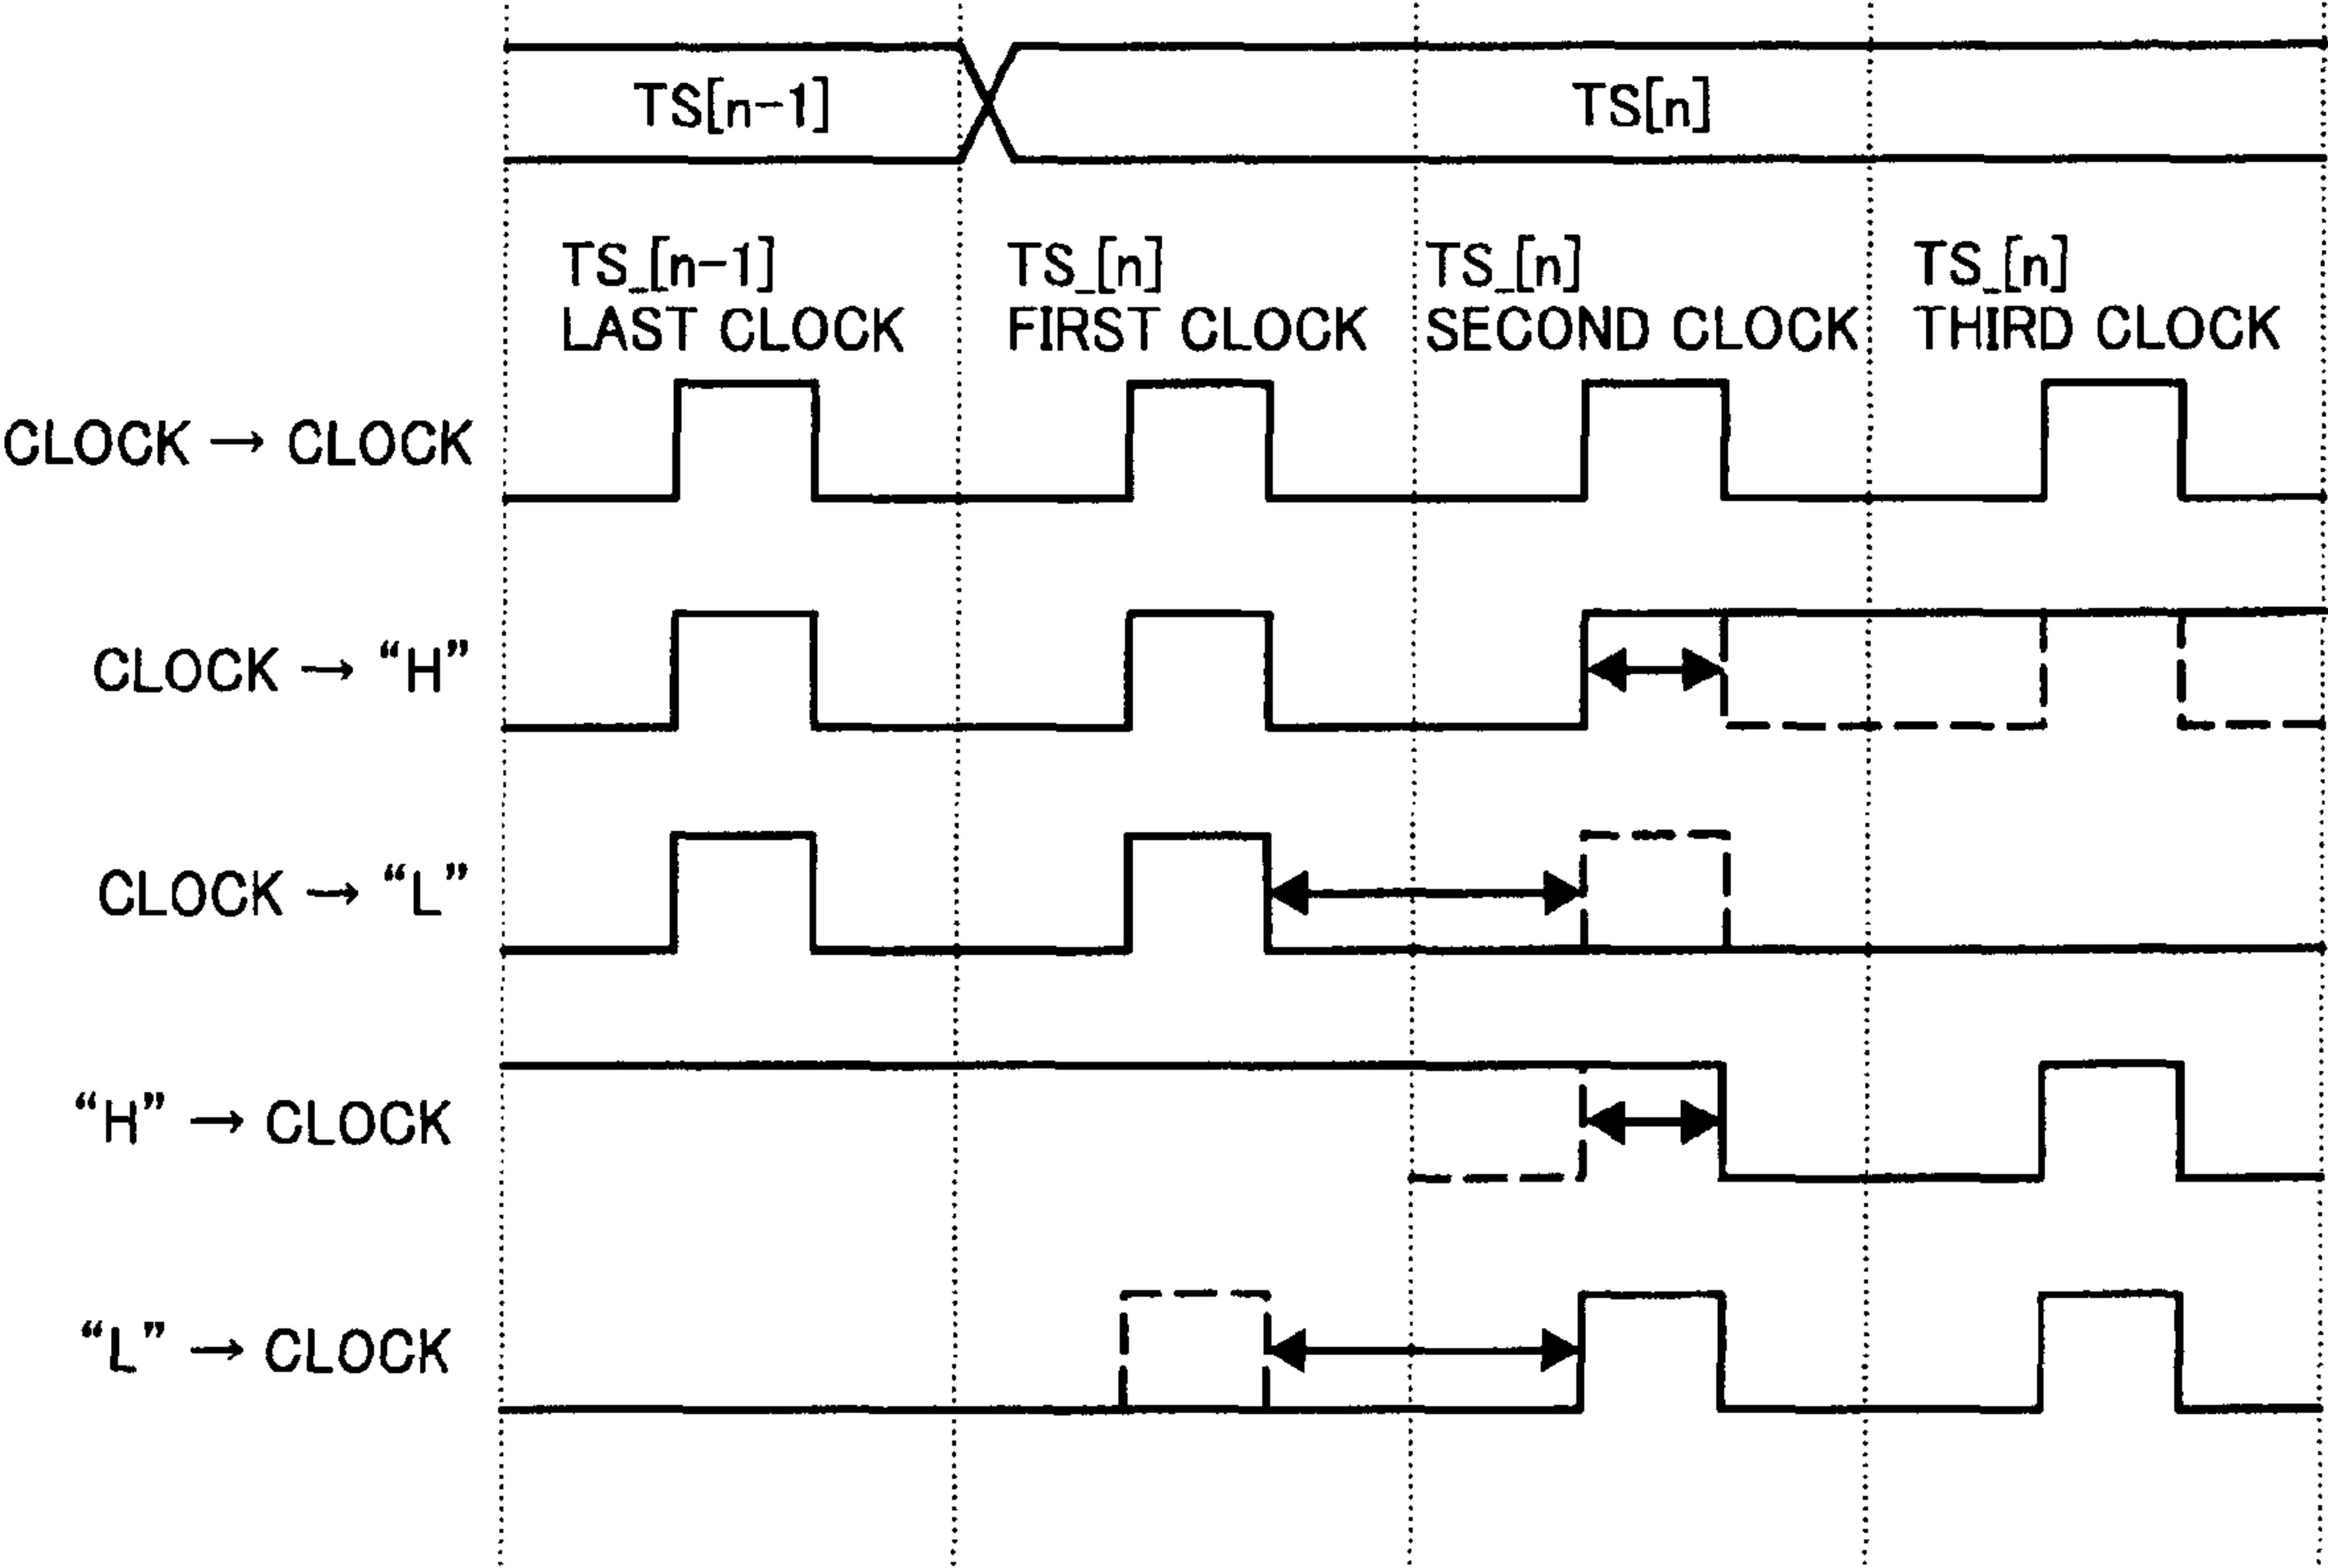 TS[n-1]
TS[n]
TS_[n-1]
LAST CLOCK
TS_[n]
FIRST CLOCK
TS_[n]
SECOND CLOCK
TS_[n]
THIRD CLOCK
CLOCK → CLOCK
CLOCK → “H”
CLOCK → “L”
“H” → CLOCK
“L” → CLOCK